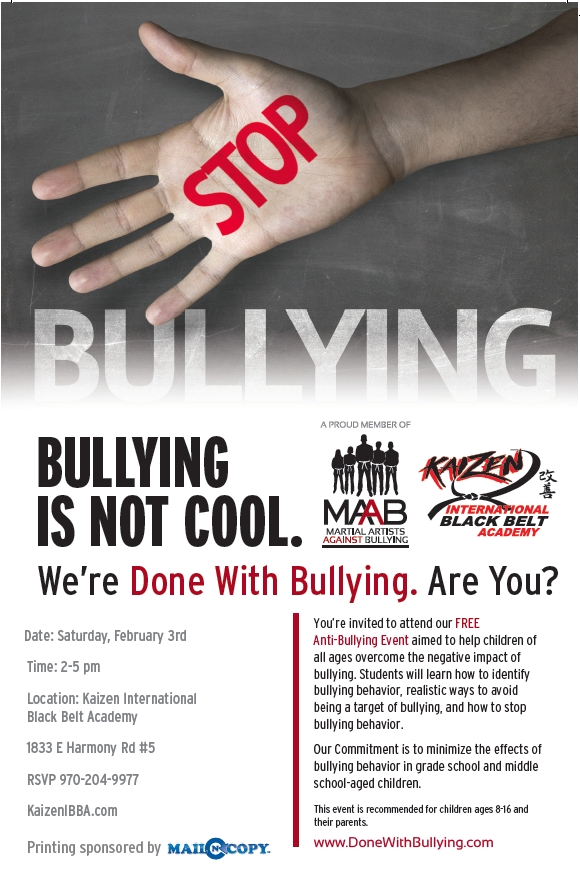 STOP
BULLYING
BULLYING
IS NOT COOL.
A PROUD MEMBER OF
MAAB
MARTIAL ARTISTS
AGAINST BULLYING
KAIZEN
改
善
INTERNATIONAL
BLACK BELT
ACADEMY
We're Done With Bullying. Are You?
Date: Saturday, February 3rd
Time: 2-5 pm
Location: Kaizen International
Black Belt Academy
1833 E Harmony Rd #5
RSVP 970-204-9977
KaizenIBBA.com
Printing sponsored by MAIL N COPY
You're invited to attend our FREE
Anti-Bullying Event aimed to help children of
all ages overcome the negative impact of
bullying. Students will learn how to identify
bullying behavior, realistic ways to avoid
being a target of bullying, and how to stop
bullying behavior.
Our Commitment is to minimize the effects of
bullying behavior in grade school and middle
school-aged children.
This event is recommended for children ages 8-16 and
their parents.
www.DoneWithBullying.com